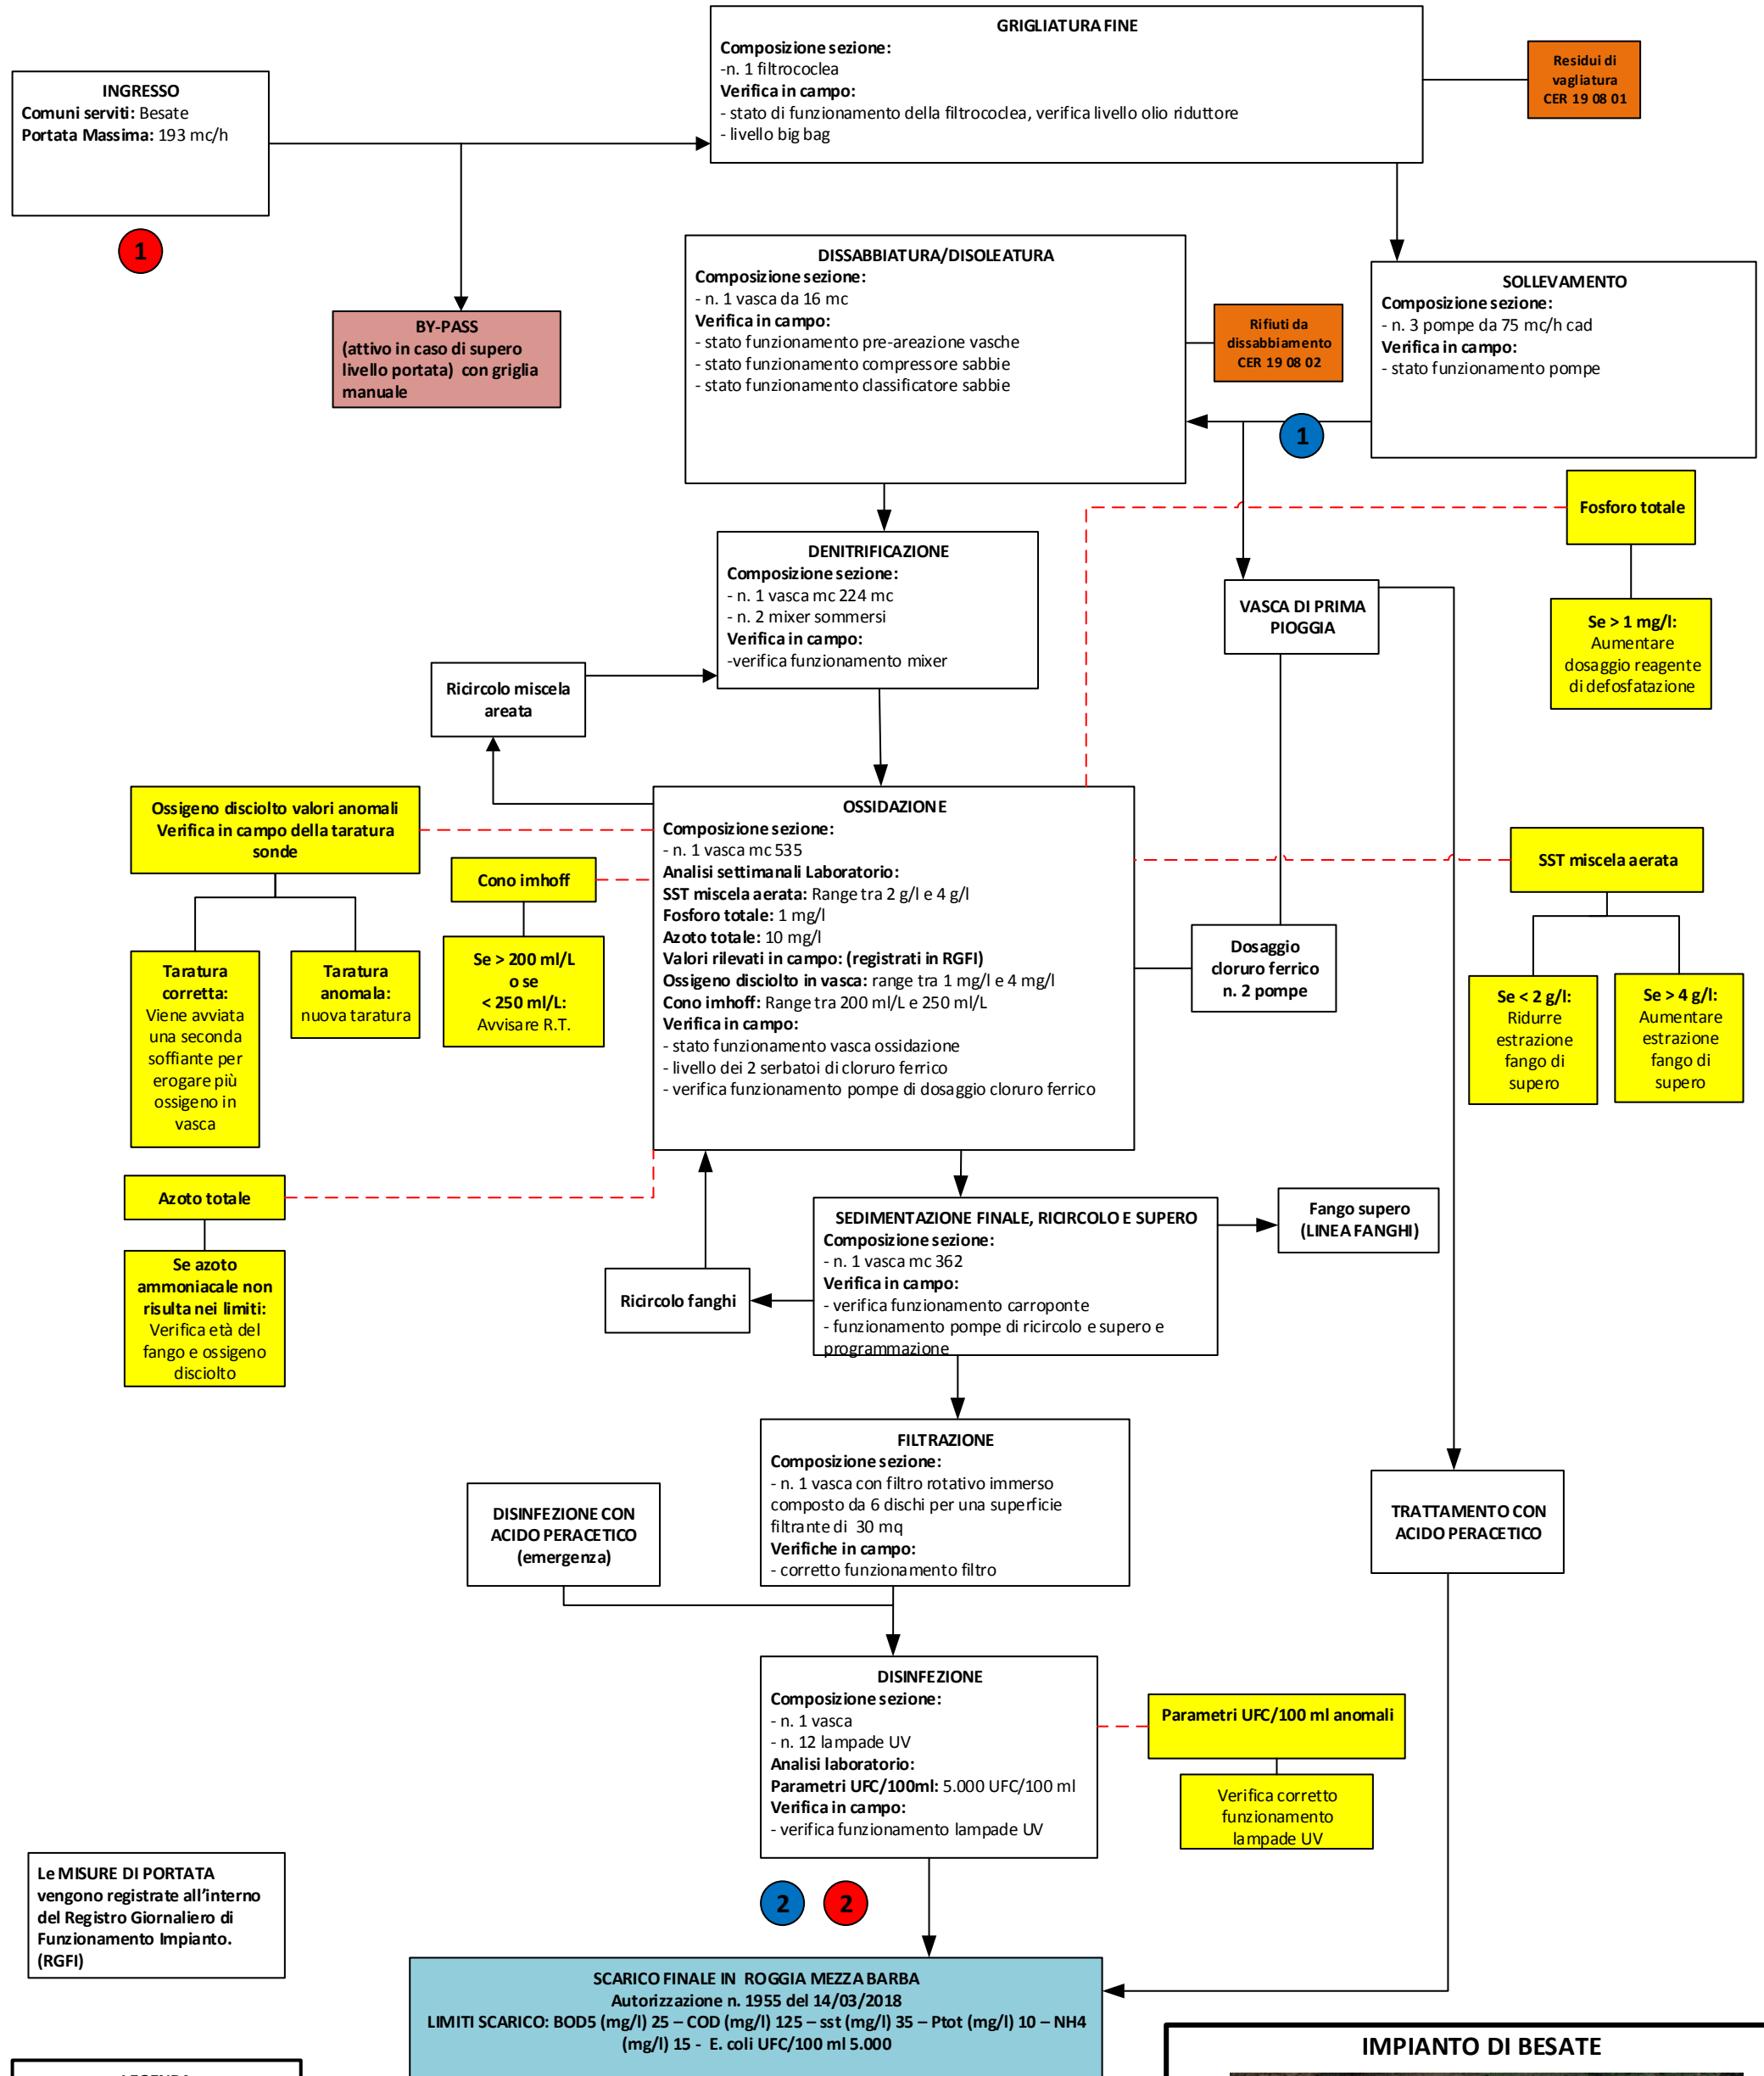 GRIGLIATURA FINE
Composizione sezione:
-n. 1 filtrococlea
Verifica in campo:
- stato di funzionamento della filtrococlea, verifica livello olio riduttore
- livello big bag
Residui di
vagliatura
CER 19 08 01
INGRESSO
Comuni serviti: Besate
Portata Massima: 193 mc/h
1
BY-PASS
(attivo in caso di supero
livello portata) con griglia
manuale
DISSABBIATURA/DISOLEATURA
Composizione sezione:
- n. 1 vasca da 16 mc
Verifica in campo:
- stato funzionamento pre-areazione vasche
- stato funzionamento compressore sabbie
- stato funzionamento classificatore sabbie
Rifiuti da
dissabbiamento
CER 19 08 02
SOLLEVAMENTO
Composizione sezione:
- n. 3 pompe da 75 mc/h cad
Verifica in campo:
- stato funzionamento pompe
1
Fosforo totale
Se > 1 mg/l:
Aumentare
dosaggio reagente
di defosfatazione
DENITRIFICAZIONE
Composizione sezione:
- n. 1 vasca mc 224 mc
- n. 2 mixer sommersi
Verifica in campo:
-verifica funzionamento mixer
VASCA DI PRIMA
PIOGGIA
Ricircolo miscela
areata
Ossigeno disciolto valori anomali
Verifica in campo della taratura
sonde
Taratura
corretta:
Viene avviata
una seconda
soffiante per
erogare più
ossigeno in
vasca
Taratura
anomala:
nuova taratura
Cono imhoff
Se > 200 ml/L
o se
< 250 ml/L:
Avvisare R.T.
OSSIDAZIONE
Composizione sezione:
- n. 1 vasca mc 535
Analisi settimanali Laboratorio:
SST miscela aerata: Range tra 2 g/l e 4 g/l
Fosforo totale: 1 mg/l
Azoto totale: 10 mg/l
Valori rilevati in campo: (registrati in RGFI)
Ossigeno disciolto in vasca: range tra 1 mg/l e 4 mg/l
Cono imhoff: Range tra 200 ml/L e 250 ml/L
Verifica in campo:
- stato funzionamento vasca ossidazione
- livello dei 2 serbatoi di cloruro ferrico
- verifica funzionamento pompe di dosaggio cloruro ferrico
Dosaggio
cloruro ferrico
n. 2 pompe
SST miscela aerata
Se < 2 g/l:
Ridurre
estrazione
fango di
supero
Se > 4 g/l:
Aumentare
estrazione
fango di
supero
Azoto totale
Se azoto
ammoniacale non
risulta nei limiti:
Verifica età del
fango e ossigeno
disciolto
SEDIMENTAZIONE FINALE, RICIRCOLO E SUPERO
Composizione sezione:
- n. 1 vasca mc 362
Verifica in campo:
- verifica funzionamento carroponte
- funzionamento pompe di ricircolo e supero e
programmazione
Fango supero
(LINEA FANGHI)
Ricircolo fanghi
FILTRAZIONE
Composizione sezione:
- n. 1 vasca con filtro rotativo immerso
composto da 6 dischi per una superficie
filtrante di 30 mq
Verifiche in campo:
- corretto funzionamento filtro
DISINFEZIONE CON
ACIDO PERACETICO
(emergenza)
TRATTAMENTO CON
ACIDO PERACETICO
DISINFEZIONE
Composizione sezione:
- n. 1 vasca
- n. 12 lampade UV
Analisi laboratorio:
Parametri UFC/100ml: 5.000 UFC/100 ml
Verifica in campo:
- verifica funzionamento lampade UV
Parametri UFC/100 ml anomali
Verifica corretto
funzionamento
lampade UV
Le MISURE DI PORTATA
vengono registrate all'interno
del Registro Giornaliero di
Funzionamento Impianto.
(RGFI)
2 2
SCARICO FINALE IN ROGGIA MEZZA BARBA
Autorizzazione n. 1955 del 14/03/2018
LIMITI SCARICO: BOD5 (mg/l) 25 – COD (mg/l) 125 – sst (mg/l) 35 – Ptot (mg/l) 10 – NH4
(mg/l) 15 - E. coli UFC/100 ml 5.000
IMPIANTO DI BESATE